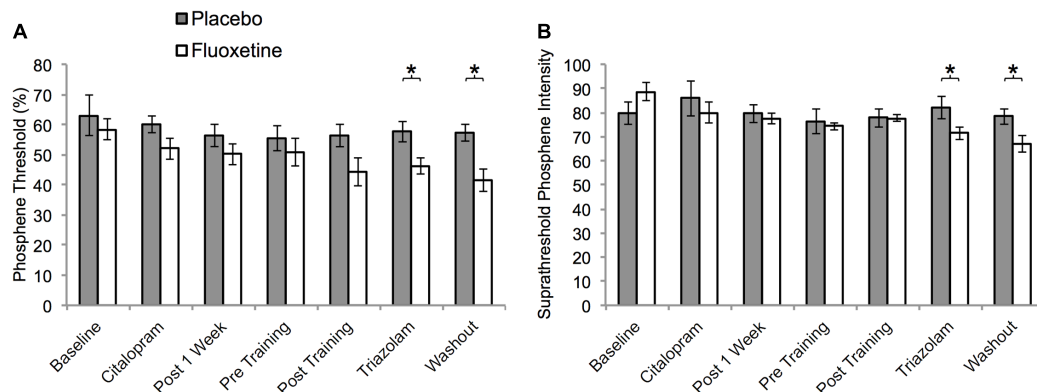 Placebo
Fluoxetine
A
Phosphene Threshold (%)
80
70
60
50
40
30
20
10
0
* *
Baseline
Citalopram
Post 1 Week
Pre Training
Post Training
Triazolam
Washout
B
Suprathreshold Phosphene Intensity
100
90
80
70
60
50
40
30
20
10
0
* *
Baseline
Citalopram
Post 1 Week
Pre Training
Post Training
Triazolam
Washout